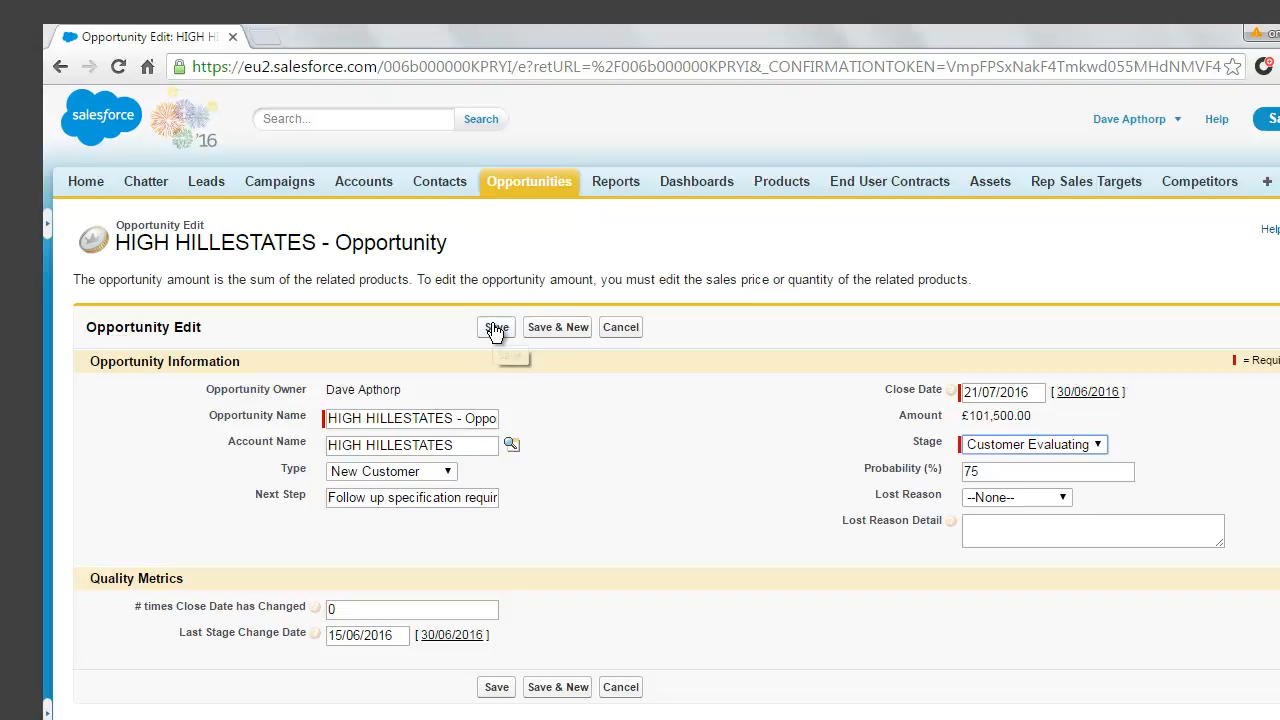 Opportunity Edit: HIGH HI
https://eu2.salesforce.com/006b000000KPRYI/e?retURL=%2F006b000000KPRYI&_CONFIRMATIONTOKEN=VmpFPSxNakF4Tmkwd055MHdNMVF4
salesforce
'16
Search...
Search
Dave Apthorp
Help
Home Chatter Leads Campaigns Accounts Contacts Opportunities Reports Dashboards Products End User Contracts Assets Rep Sales Targets Competitors +
Opportunity Edit
HIGH HILLESTATES - Opportunity
Help
The opportunity amount is the sum of the related products. To edit the opportunity amount, you must edit the sales price or quantity of the related products.
Opportunity Edit
Save
Save & New
Cancel
Save
Opportunity Information
= Requi
Opportunity Owner Dave Apthorp
Close Date 21/07/2016 [ 30/06/2016 ]
Opportunity Name HIGH HILLESTATES - Oppo
Amount £101,500.00
Account Name HIGH HILLESTATES
Stage Customer Evaluating
Type New Customer
Probability (%) 75
Next Step Follow up specification requir
Lost Reason --None--
Lost Reason Detail
Quality Metrics
# times Close Date has Changed 0
Last Stage Change Date 15/06/2016 [ 30/06/2016 ]
Save
Save & New
Cancel